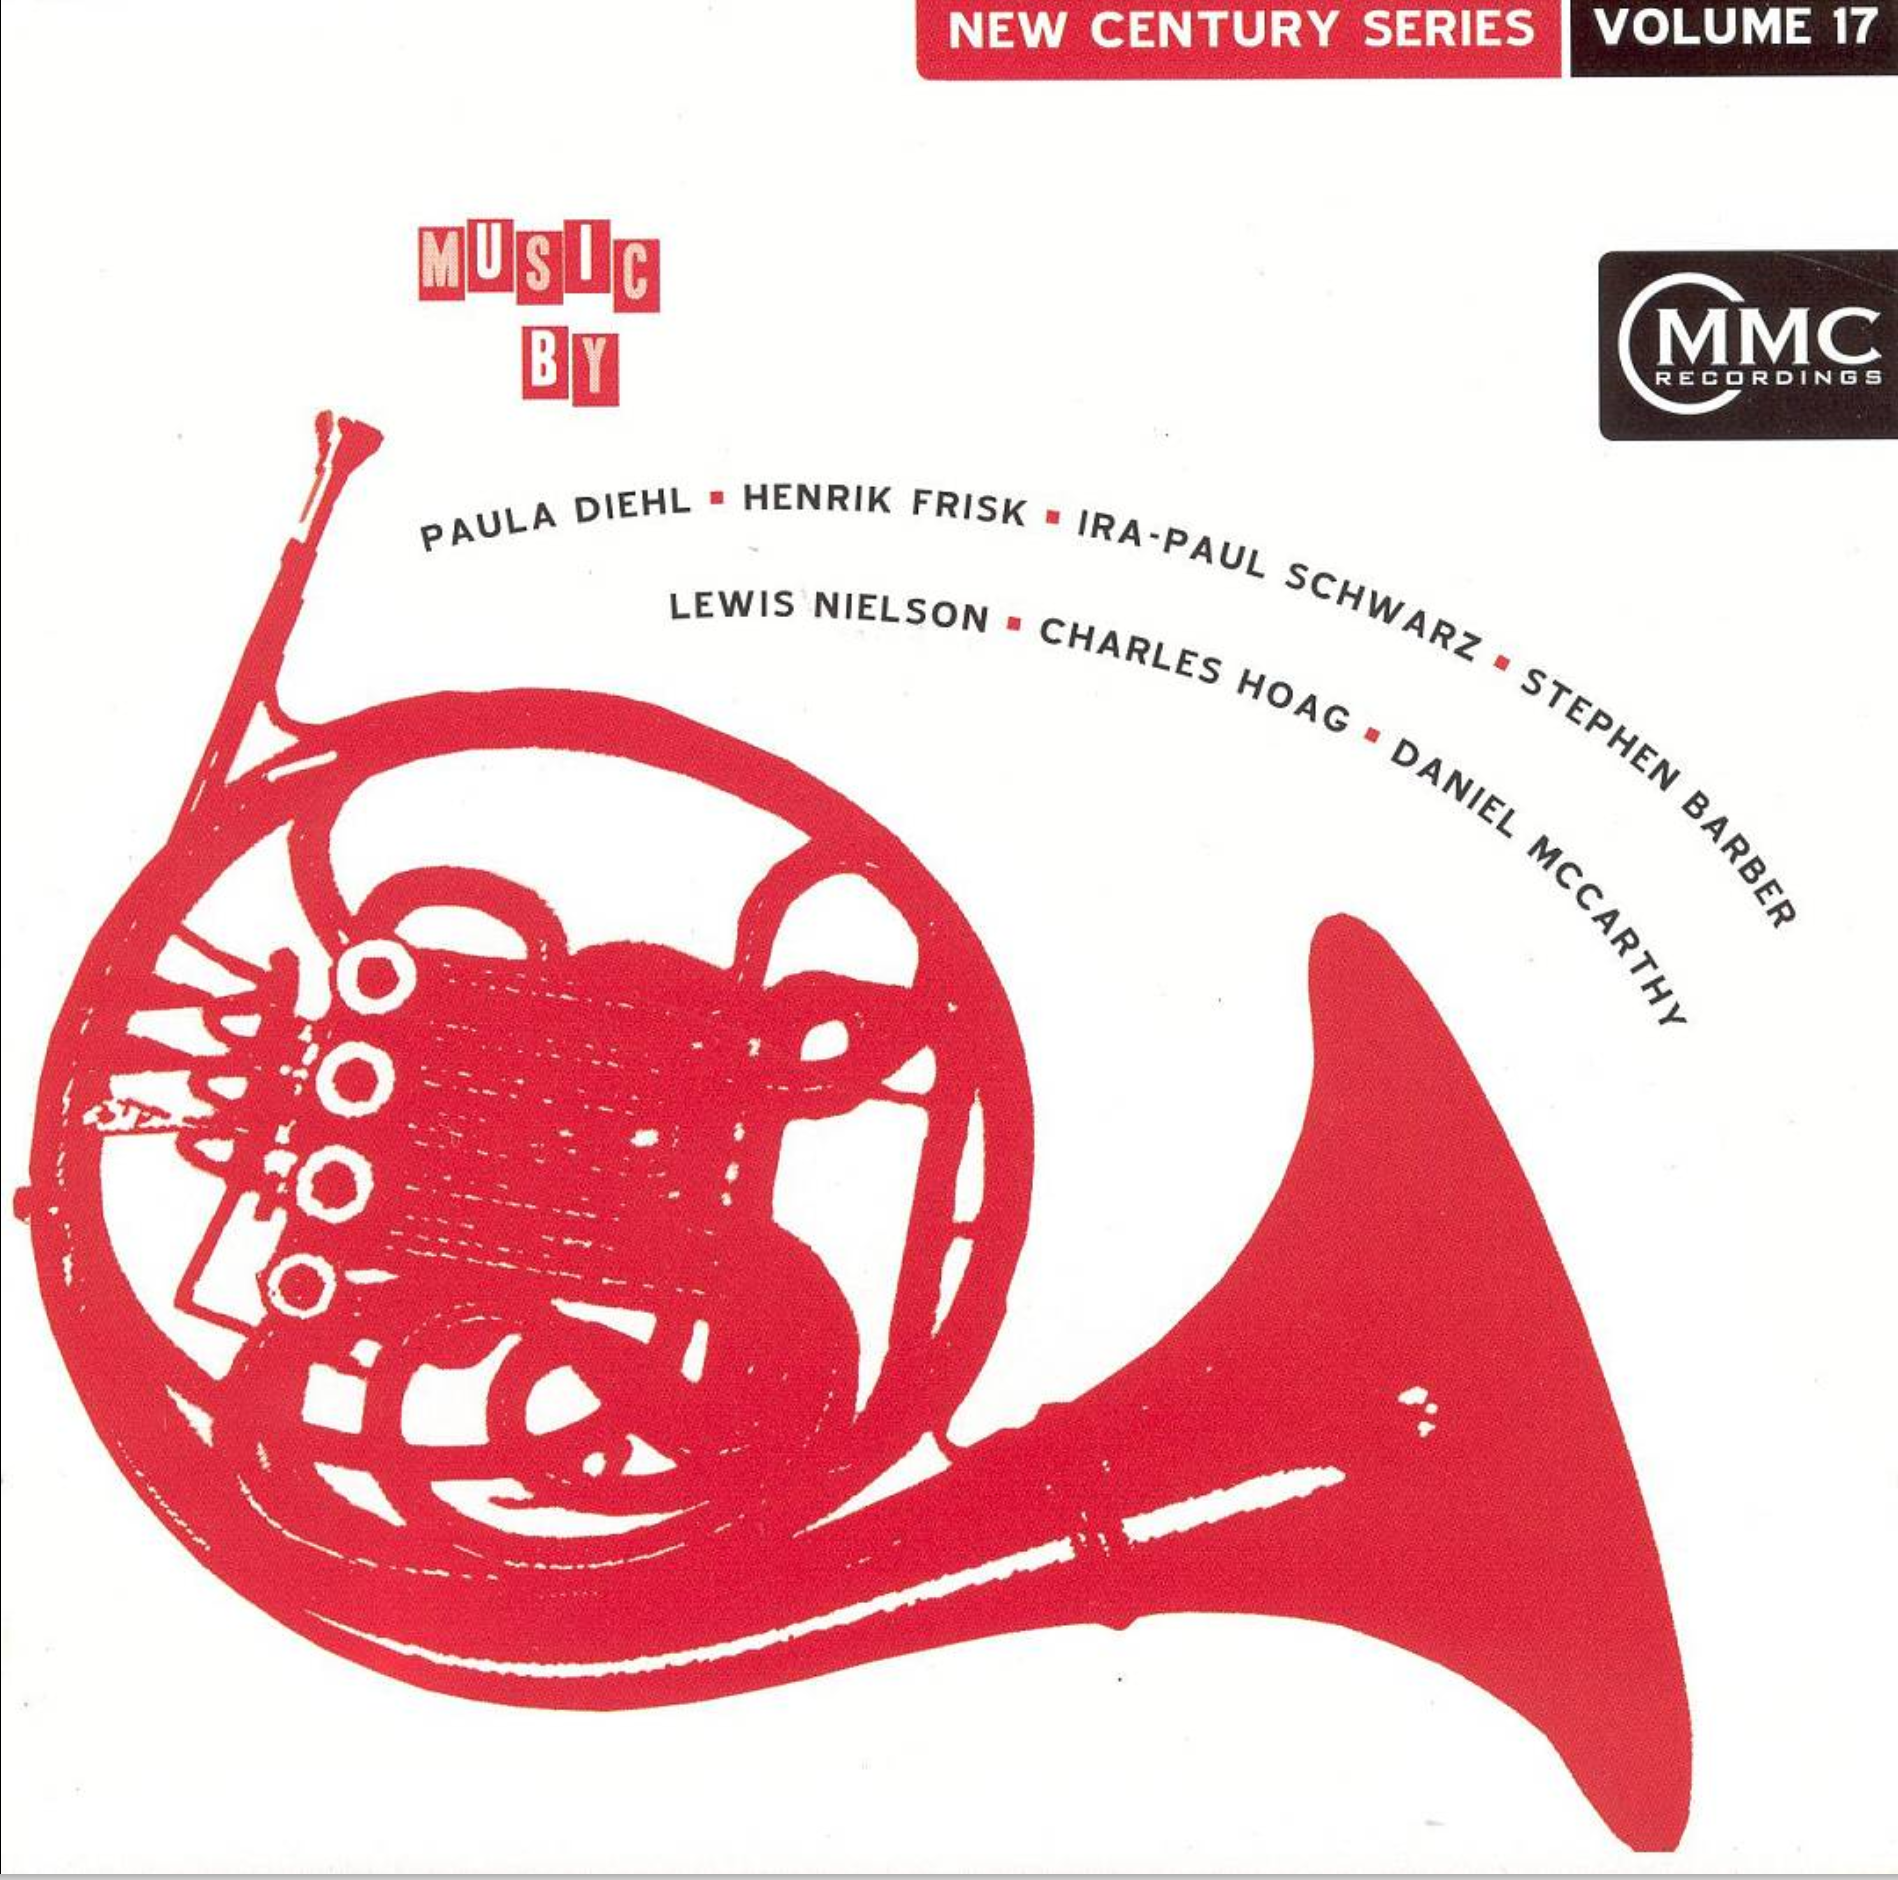 NEW CENTURY SERIES VOLUME 17
MUSIC
BY
MMC
RECORDINGS
PAULA DIEHL ▪ HENRIK FRISK ▪ IRA-PAUL SCHWARZ ▪ STEPHEN BARBER
LEWIS NIELSON ▪ CHARLES HOAG ▪ DANIEL MCCARTHY